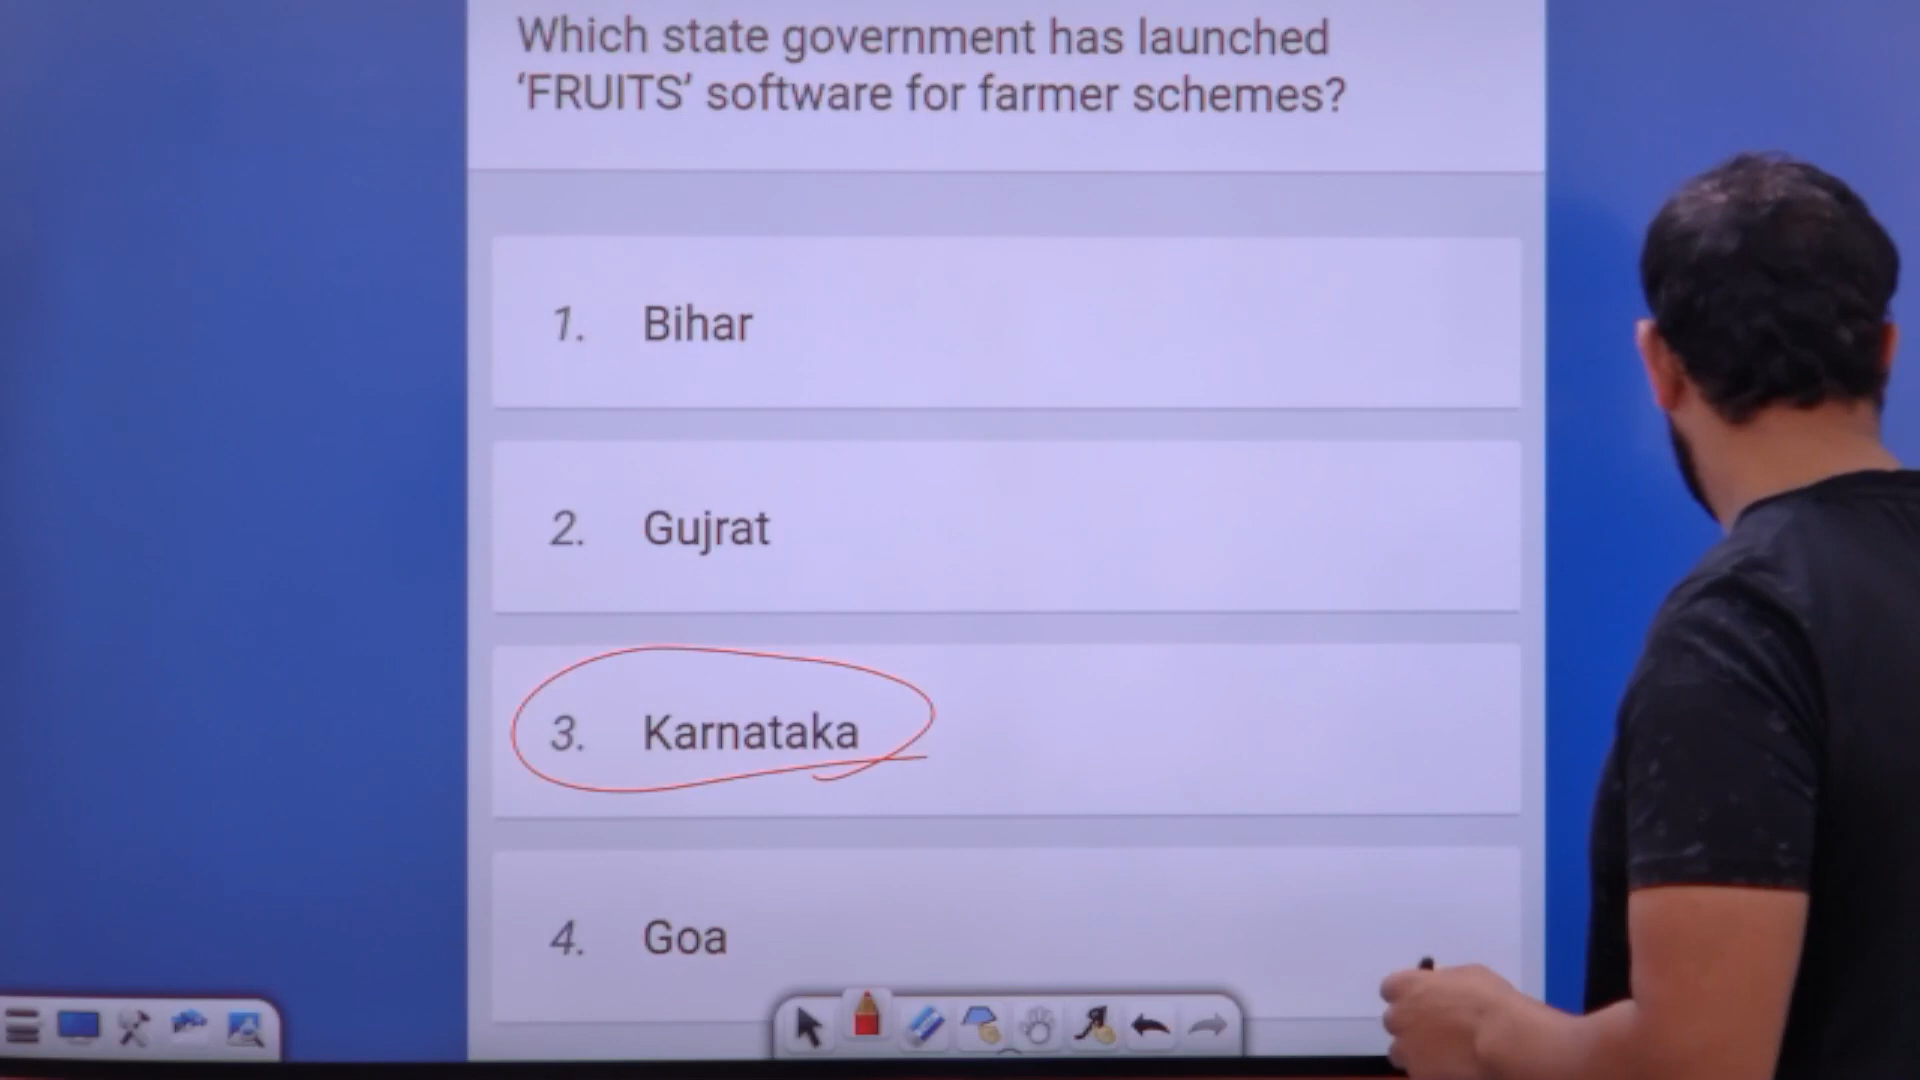 Which state government has launched
‘FRUITS’ software for farmer schemes?
1. Bihar
2. Gujrat
3. Karnataka
4. Goa